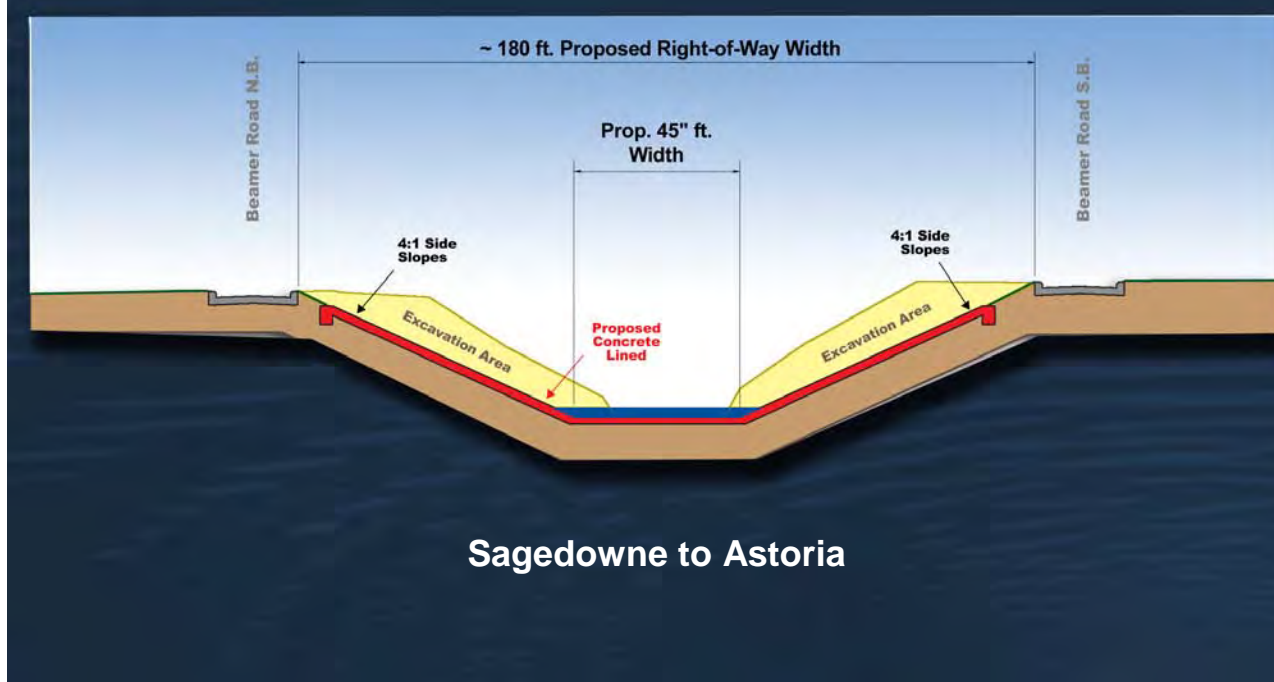 ~ 180 ft. Proposed Right-of-Way Width
Beamer Road N.B.
Beamer Road S.B.
Prop. 45" ft.
Width
4:1 Side
Slopes
4:1 Side
Slopes
Excavation Area
Proposed
Concrete
Lined
Excavation Area
Sagedowne to Astoria